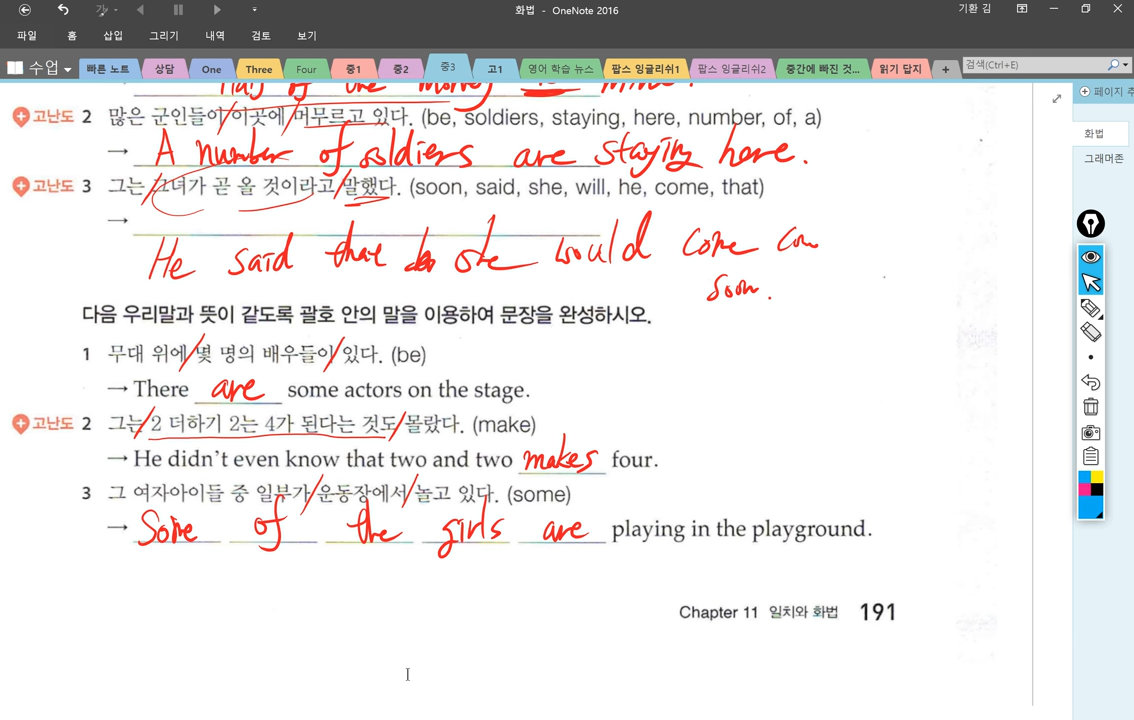 화법 - OneNote 2016
기환 김
파일 홈 삽입 그리기 내역 검토 보기
수업 빠른 노트 상담 One Three Four 중1 중2 중3 고1 영어 학습 뉴스 팝스 잉글리쉬1 팝스 잉글리쉬2 중간에 빠진 것... 읽기 답지 + 검색(Ctrl+E)
페이지 추
화법
그래머존
of the money is mine.
고난도 2 많은 군인들이/이곳에/머무르고 있다. (be, soldiers, staying, here, number, of, a)
→ A number of soldiers are staying here.
고난도 3 그는/그녀가 곧 올 것이라고/말했다. (soon, said, she, will, he, come, that)
→
He said that she would come
soon.
다음 우리말과 뜻이 같도록 괄호 안의 말을 이용하여 문장을 완성하시오.
1 무대 위에/몇 명의 배우들이/있다. (be)
→ There are some actors on the stage.
고난도 2 그는/2 더하기 2는 4가 된다는 것도/몰랐다. (make)
→ He didn't even know that two and two makes four.
3 그 여자아이들 중 일부가/운동장에서/놀고 있다. (some)
→ Some of the girls are playing in the playground.
Chapter 11 일치와 화법 191